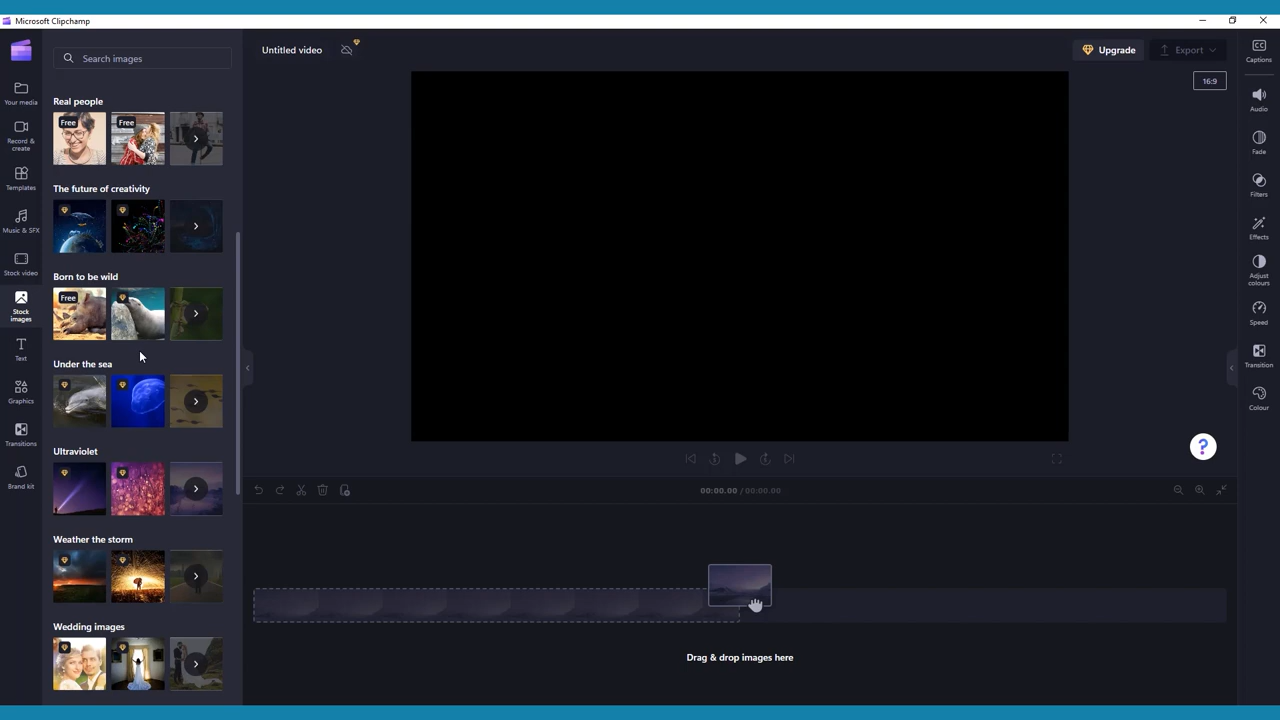 Microsoft Clipchamp
Search images
Untitled video
Upgrade
Export
16:9
Your media
Record &
create
Templates
Music & SFX
Stock video
Stock
images
Text
Graphics
Transitions
Brand kit
Real people
Free
Free
The future of creativity
Born to be wild
Free
Under the sea
Ultraviolet
Weather the storm
Wedding images
CC
Captions
Audio
Fade
Filters
Effects
Adjust
colours
Speed
Transition
Colour
?
00:00.00 / 00:00.00
Drag & drop images here